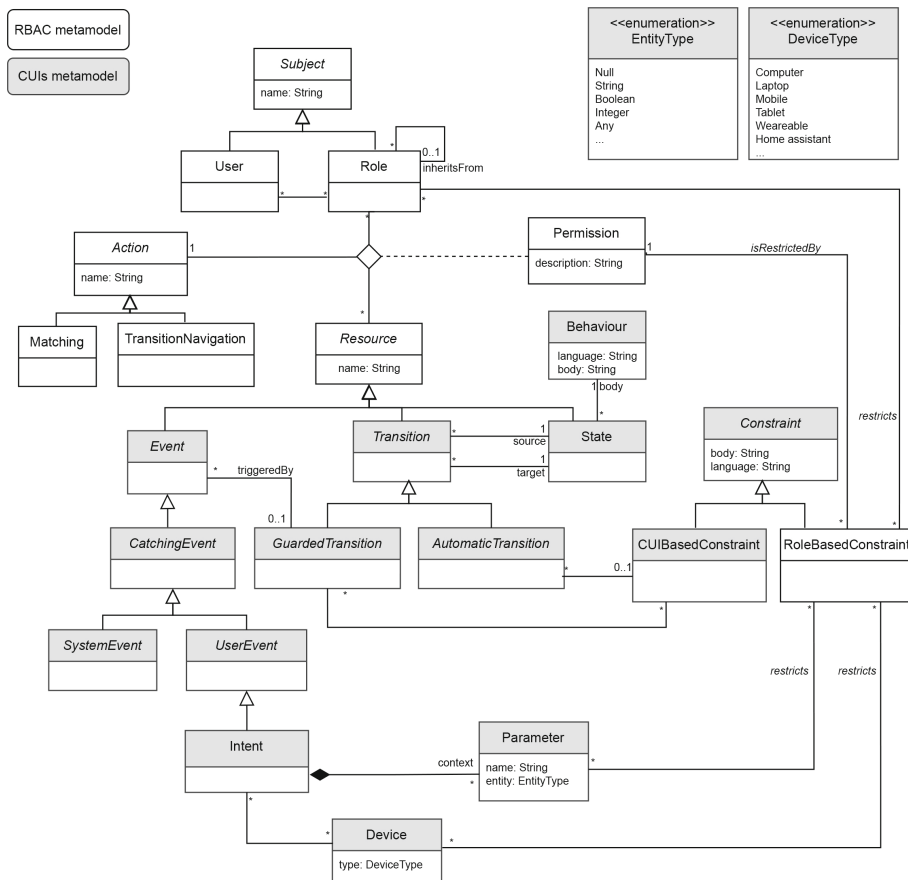 RBAC metamodel
CUIs metamodel
<<enumeration>>
EntityType
Null
String
Boolean
Integer
Any
...
<<enumeration>>
DeviceType
Computer
Laptop
Mobile
Tablet
Weareable
Home assistant
...
Subject
name: String
User
Role
*
0..1
inheritsFrom
*
*
*
*
Action
name: String
1
Permission
description: String
1
isRestrictedBy
*
Matching
TransitionNavigation
Resource
name: String
Behaviour
language: String
body: String
1 body
*
restricts
Event
*
triggeredBy
0..1
Transition
*
1
source
*
1
target
State
Constraint
body: String
language: String
*
*
CatchingEvent
GuardedTransition
*
AutomaticTransition
*
0..1
CUIBasedConstraint
*
RoleBasedConstraint
*
*
SystemEvent
UserEvent
restricts
restricts
Intent
context
*
Parameter
name: String
entity: EntityType
*
*
*
Device
type: DeviceType
*